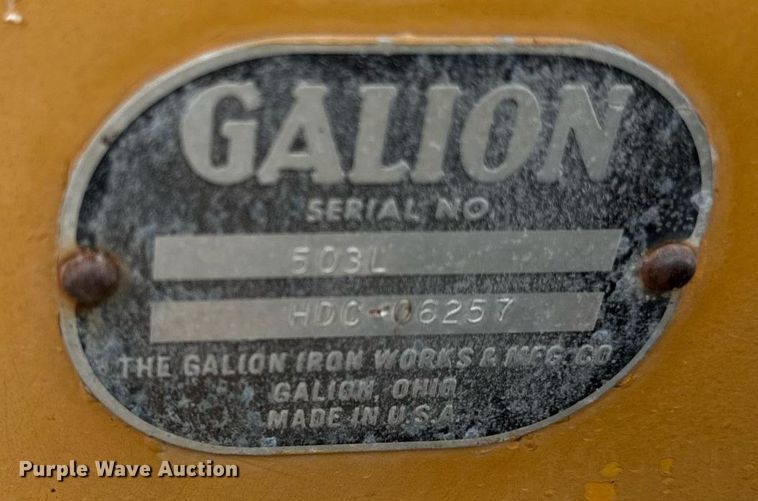 GALION
SERIAL NO.
503L
HDC-06257
THE GALION IRON WORKS & MFG. CO.
GALION, OHIO
MADE IN U.S.A.
Purple Wave Auction